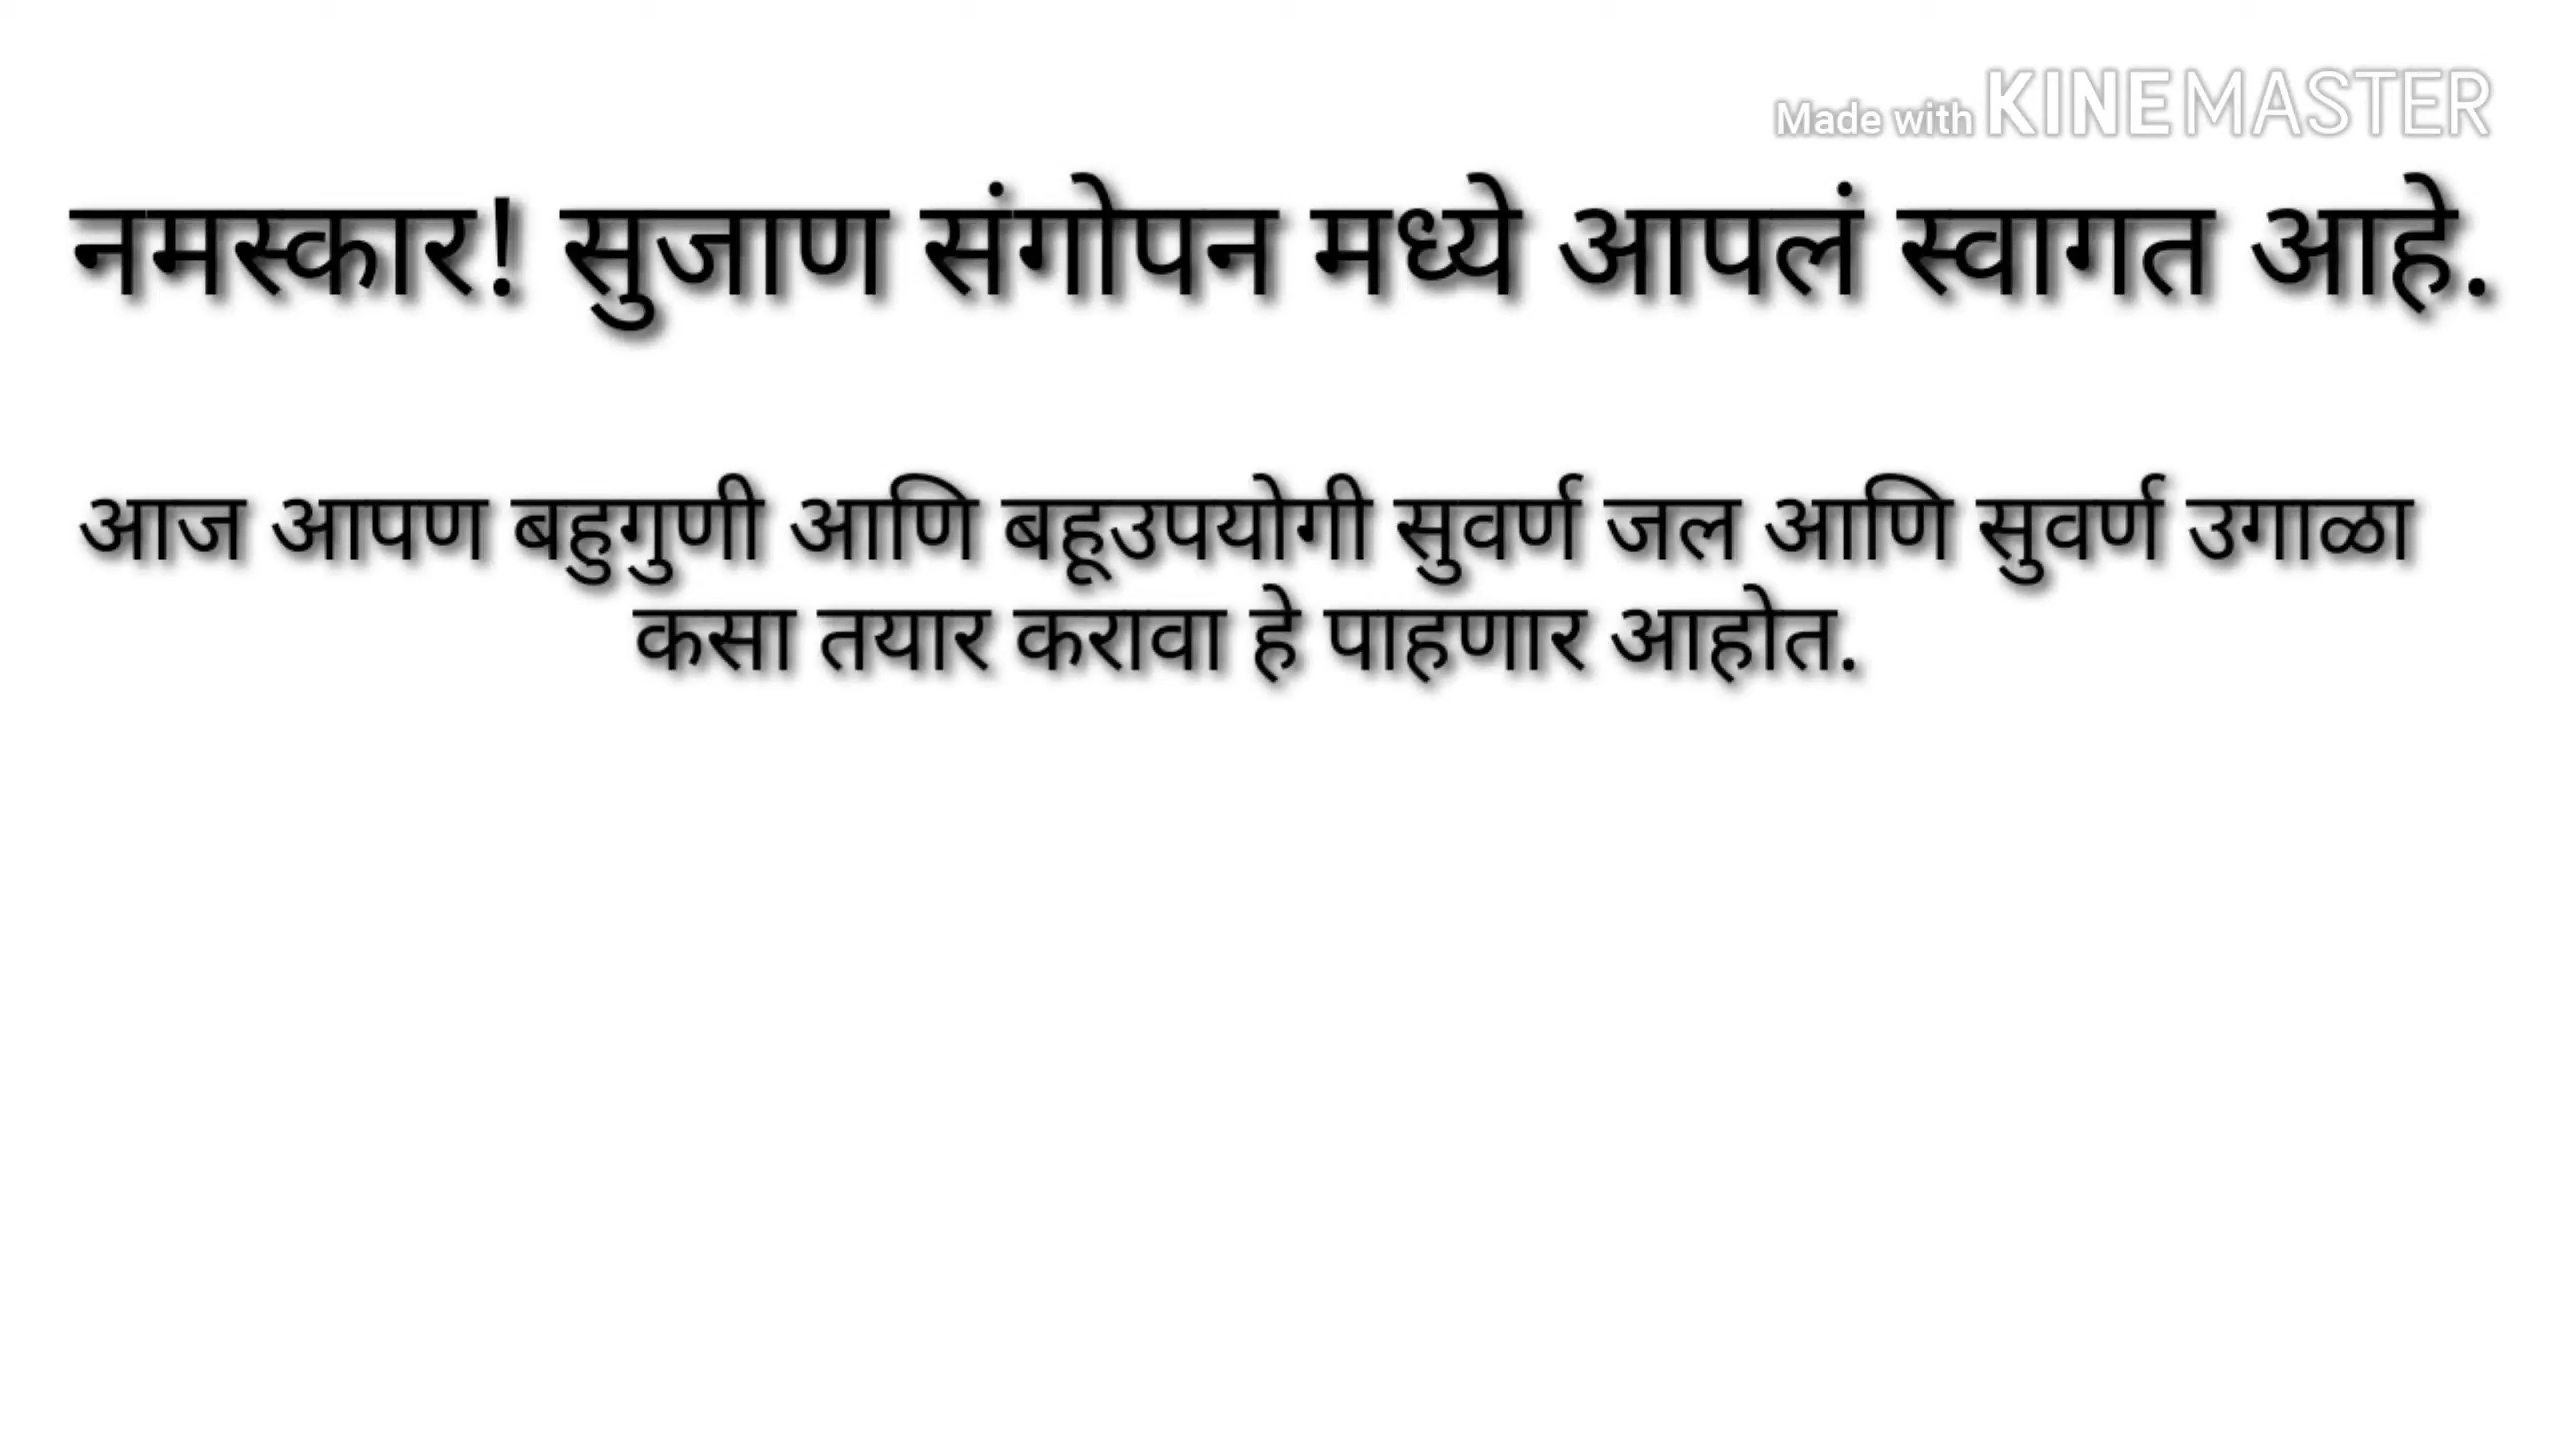 Made with KINEMASTER
नमस्कार! सुजाण संगोपन मध्ये आपलं स्वागत आहे.
आज आपण बहुगुणी आणि बहूउपयोगी सुवर्ण जल आणि सुवर्ण उगाळा
कसा तयार करावा हे पाहणार आहोत.